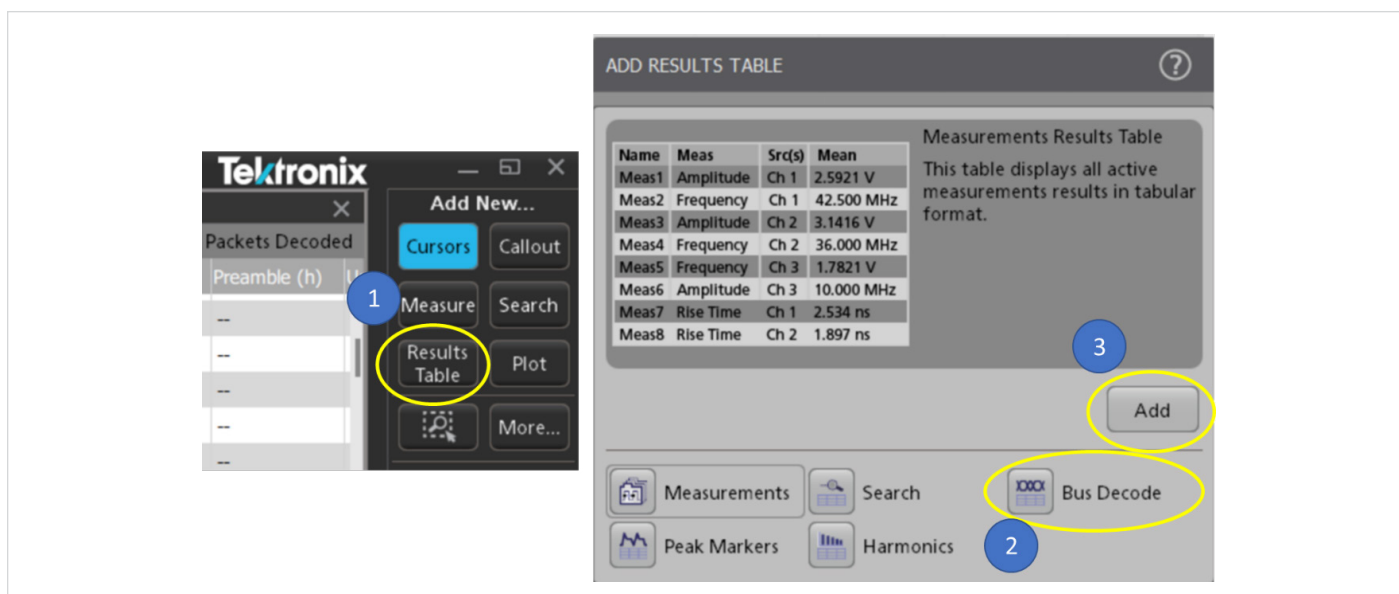 Tektronix
Packets Decoded
Preamble (h)
--
--
--
--
--
Add New...
Cursors Callout
1
Measure Search
Results Table Plot
More...
ADD RESULTS TABLE ?
Name Meas Src(s) Mean
Meas1 Amplitude Ch 1 2.5921 V
Meas2 Frequency Ch 1 42.500 MHz
Meas3 Amplitude Ch 2 3.1416 V
Meas4 Frequency Ch 2 36.000 MHz
Meas5 Frequency Ch 3 1.7821 V
Meas6 Amplitude Ch 3 10.000 MHz
Meas7 Rise Time Ch 1 2.534 ns
Meas8 Rise Time Ch 2 1.897 ns
Measurements Results Table
This table displays all active
measurements results in tabular
format.
3
Add
Measurements Search Bus Decode
Peak Markers Harmonics 2